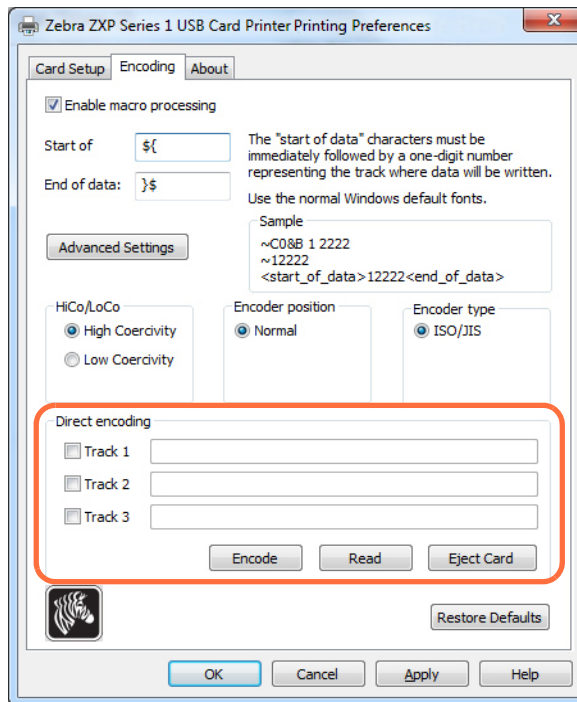 Zebra ZXP Series 1 USB Card Printer Printing Preferences
Card Setup Encoding About
Enable macro processing
Start of ${
End of data: }$
The "start of data" characters must be
immediately followed by a one-digit number
representing the track where data will be written.
Use the normal Windows default fonts.
Advanced Settings
Sample
~C0&B 1 2222
~12222
<start_of_data>12222<end_of_data>
HiCo/LoCo
High Coercivity
Low Coercivity
Encoder position
Normal
Encoder type
ISO/JIS
Direct encoding
Track 1
Track 2
Track 3
Encode Read Eject Card
Restore Defaults
OK Cancel Apply Help